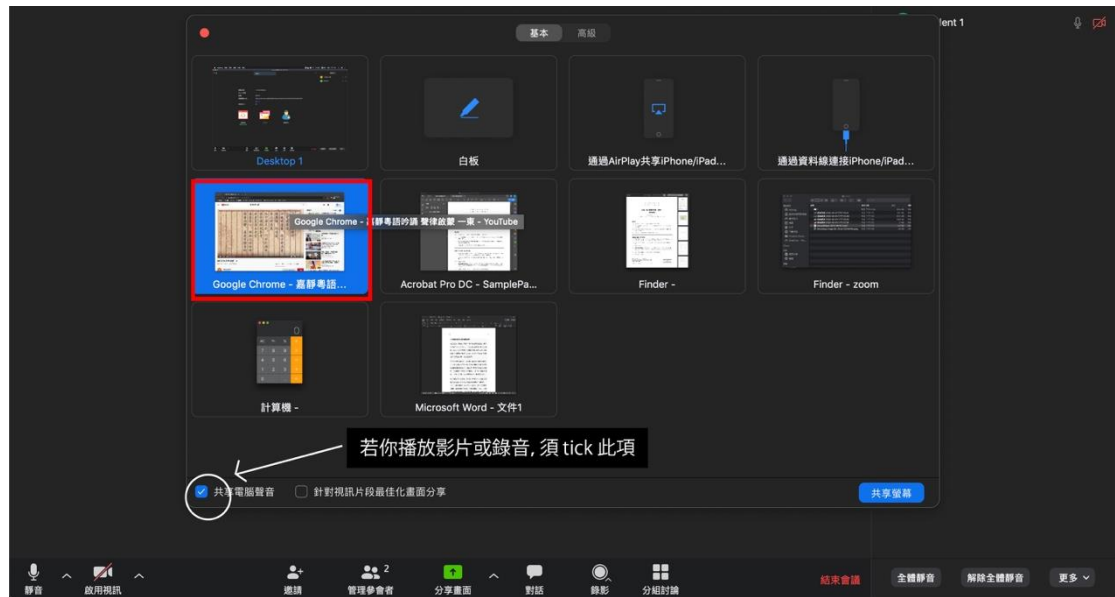 基本 高級
Desktop 1
白板
通過AirPlay共享iPhone/iPad...
通過資料線連接iPhone/iPad...
Google Chrome - 嘉靜粵語吟誦 聲律啟蒙 一東 - YouTube
Google Chrome - 嘉靜粵語...
Acrobat Pro DC - SamplePa...
Finder -
Finder - zoom
計算機 -
Microsoft Word - 文件1
若你播放影片或錄音, 須 tick 此項
共享電腦聲音
針對視訊片段最佳化畫面分享
共享螢幕
靜音
啟用視訊
邀請
2
管理參會者
分享畫面
對話
錄影
分組討論
結束會議
全體靜音
解除全體靜音
更多